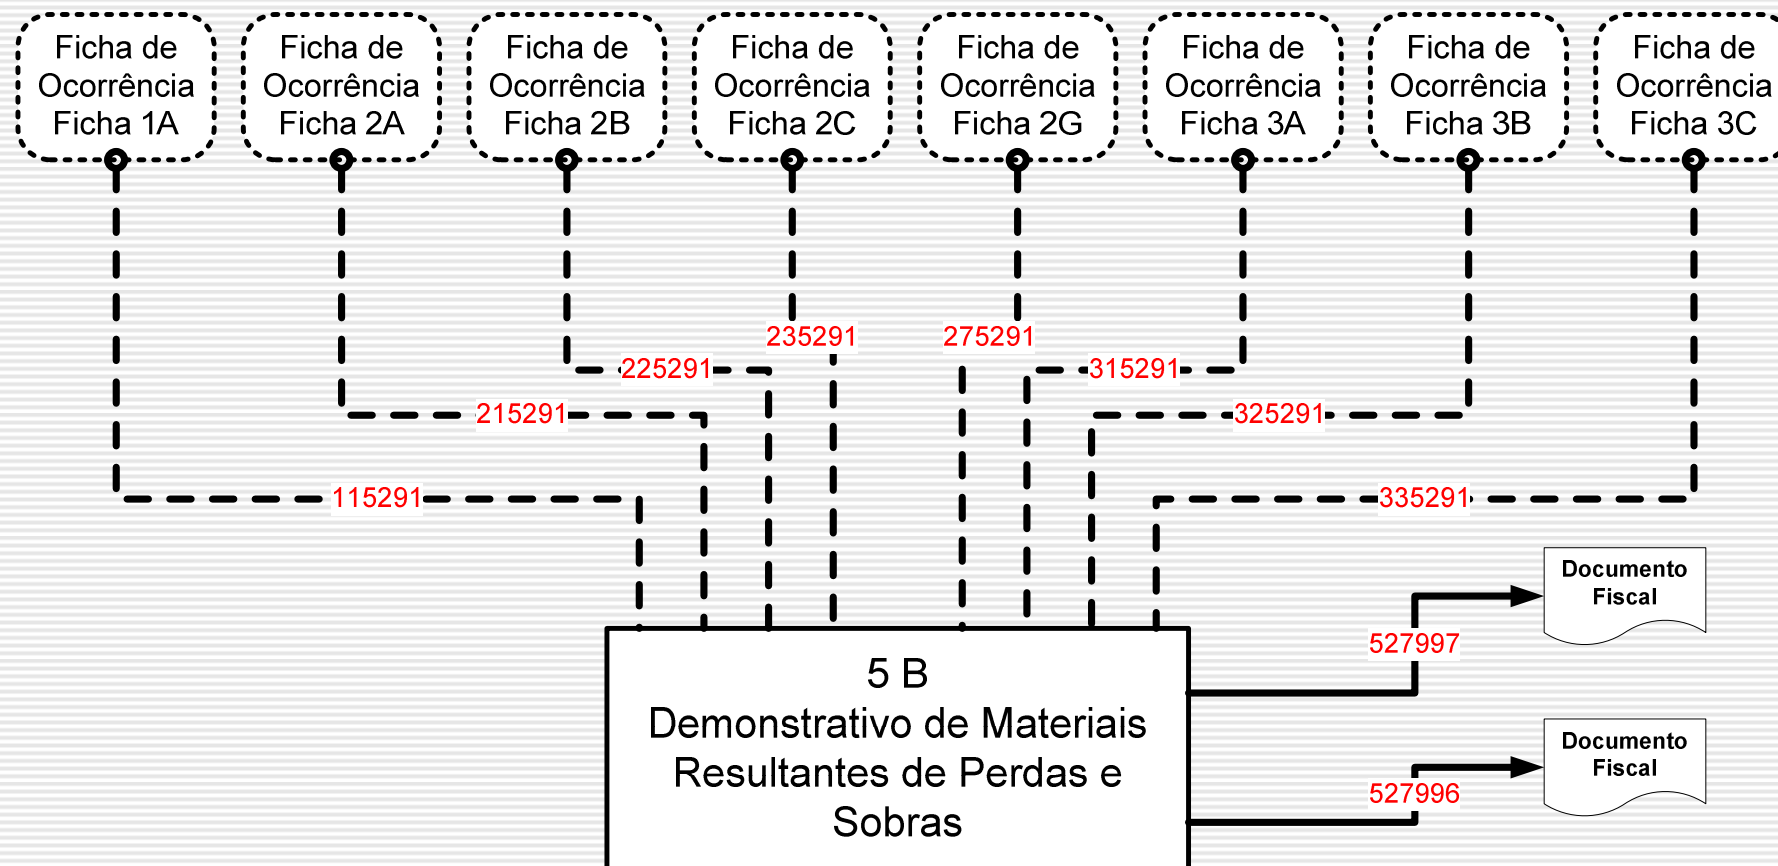 Ficha de
Ocorrência
Ficha 1A
Ficha de
Ocorrência
Ficha 2A
Ficha de
Ocorrência
Ficha 2B
Ficha de
Ocorrência
Ficha 2C
Ficha de
Ocorrência
Ficha 2G
Ficha de
Ocorrência
Ficha 3A
Ficha de
Ocorrência
Ficha 3B
Ficha de
Ocorrência
Ficha 3C
235291
275291
225291
315291
215291
325291
115291
335291
Documento
Fiscal
527997
5 B
Demonstrativo de Materiais
Resultantes de Perdas e
Sobras
Documento
Fiscal
527996